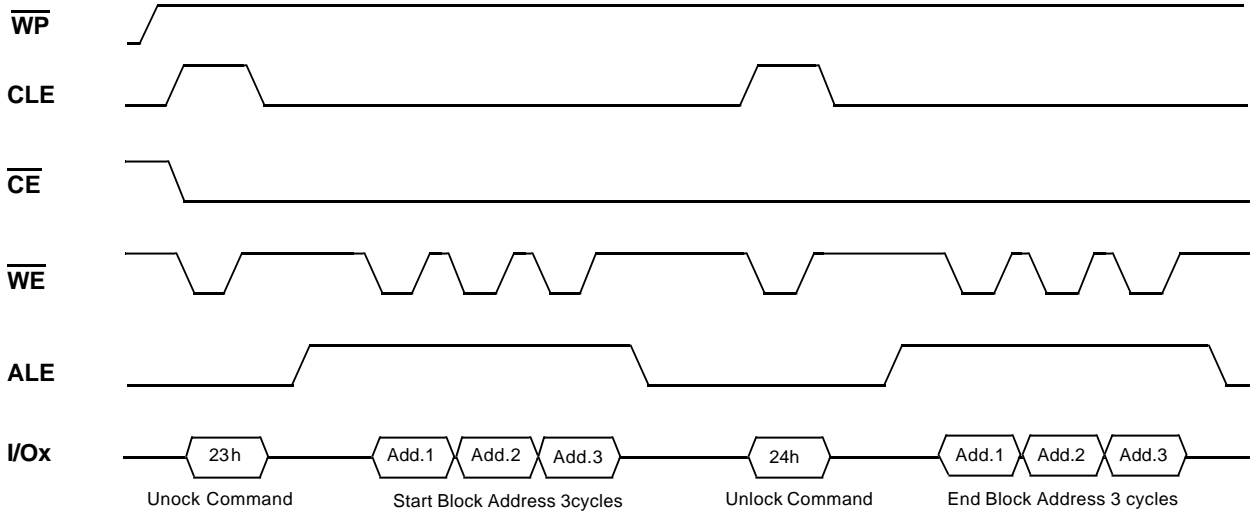 WP
CLE
CE
WE
ALE
I/Ox
23h Add.1 Add.2 Add.3 24h Add.1 Add.2 Add.3
Unock Command Start Block Address 3cycles Unlock Command End Block Address 3 cycles